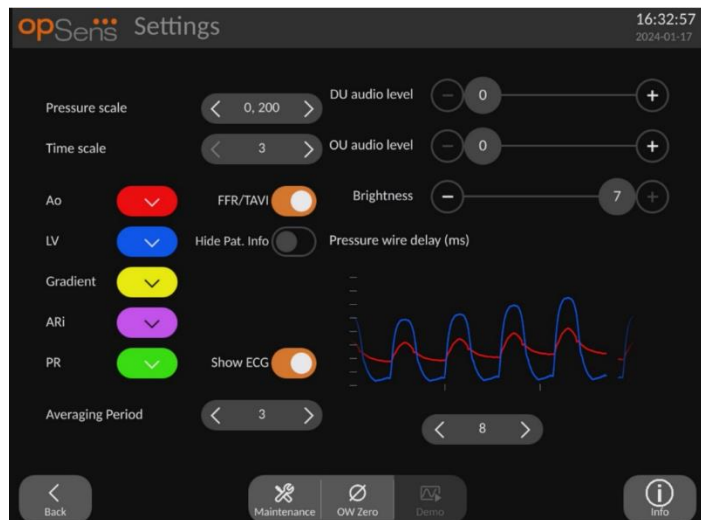 opSens Settings
16:32:57
2024-01-17
Pressure scale
0, 200
DU audio level
0
Time scale
3
OU audio level
0
Ao
FFR/TAVI
Brightness
7
LV
Hide Pat. Info
Pressure wire delay (ms)
Gradient
ARi
PR
Show ECG
Averaging Period
3
8
Back
Maintenance
OW Zero
Demo
Info